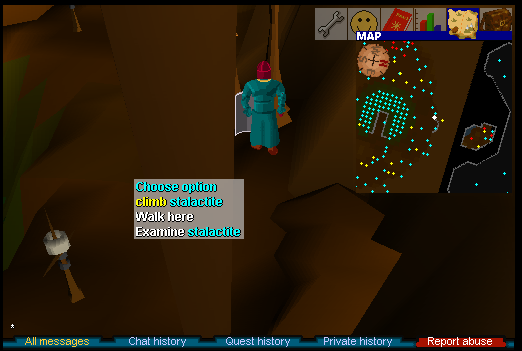 MAP
Choose option
climb stalactite
Walk here
Examine stalactite
*
All messages Chat history Quest history Private history Report abuse